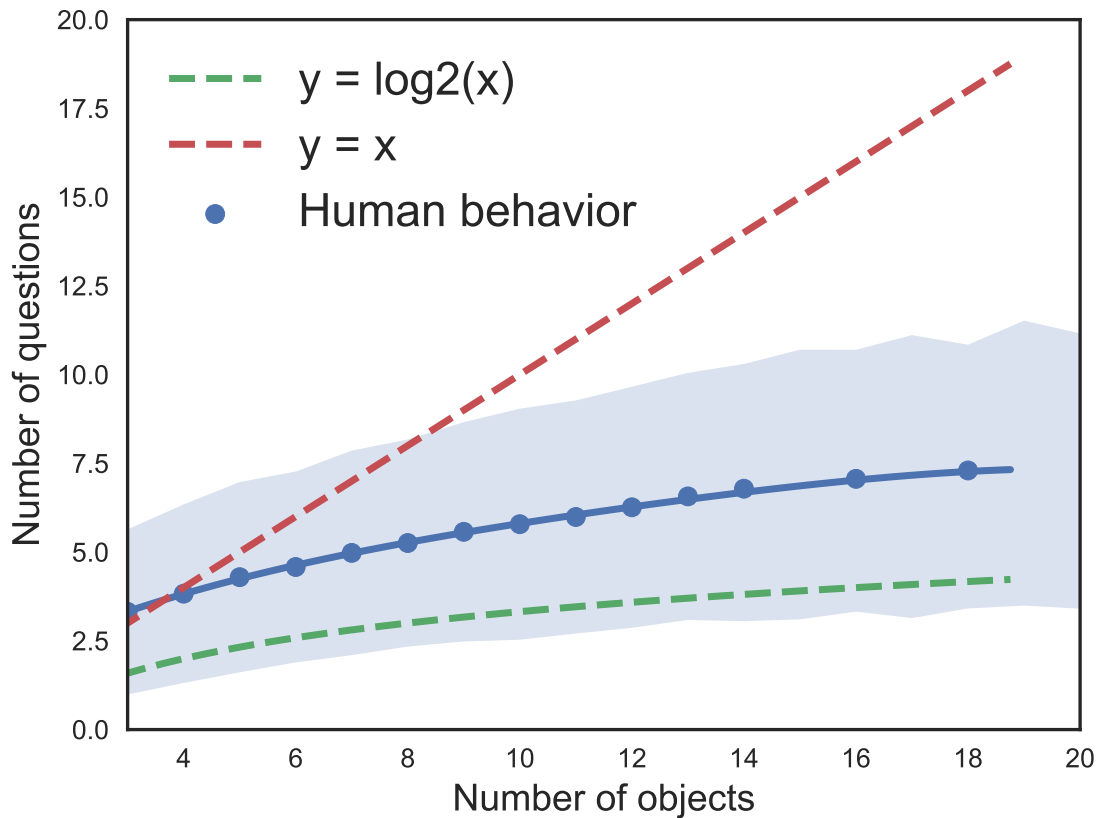 20.0
17.5
15.0
12.5
10.0
7.5
5.0
2.5
0.0
Number of questions
y = log2(x)
y = x
Human behavior
4 6 8 10 12 14 16 18 20
Number of objects